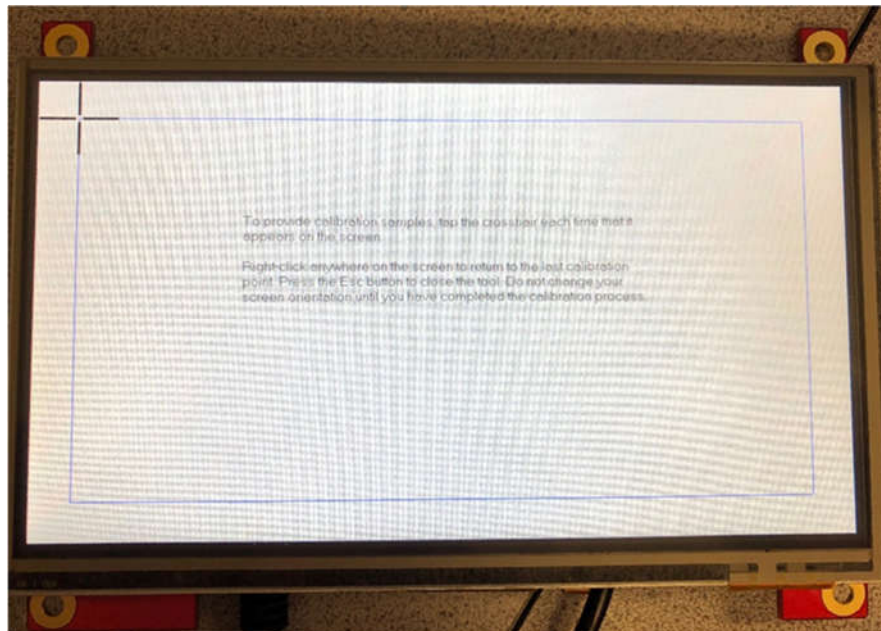 To provide calibration samples, tap the crosshair each time that it
appears on the screen.
Right-click anywhere on the screen to return to the last calibration
point. Press the Esc button to close the tool. Do not change your
screen orientation until you have completed the calibration process.